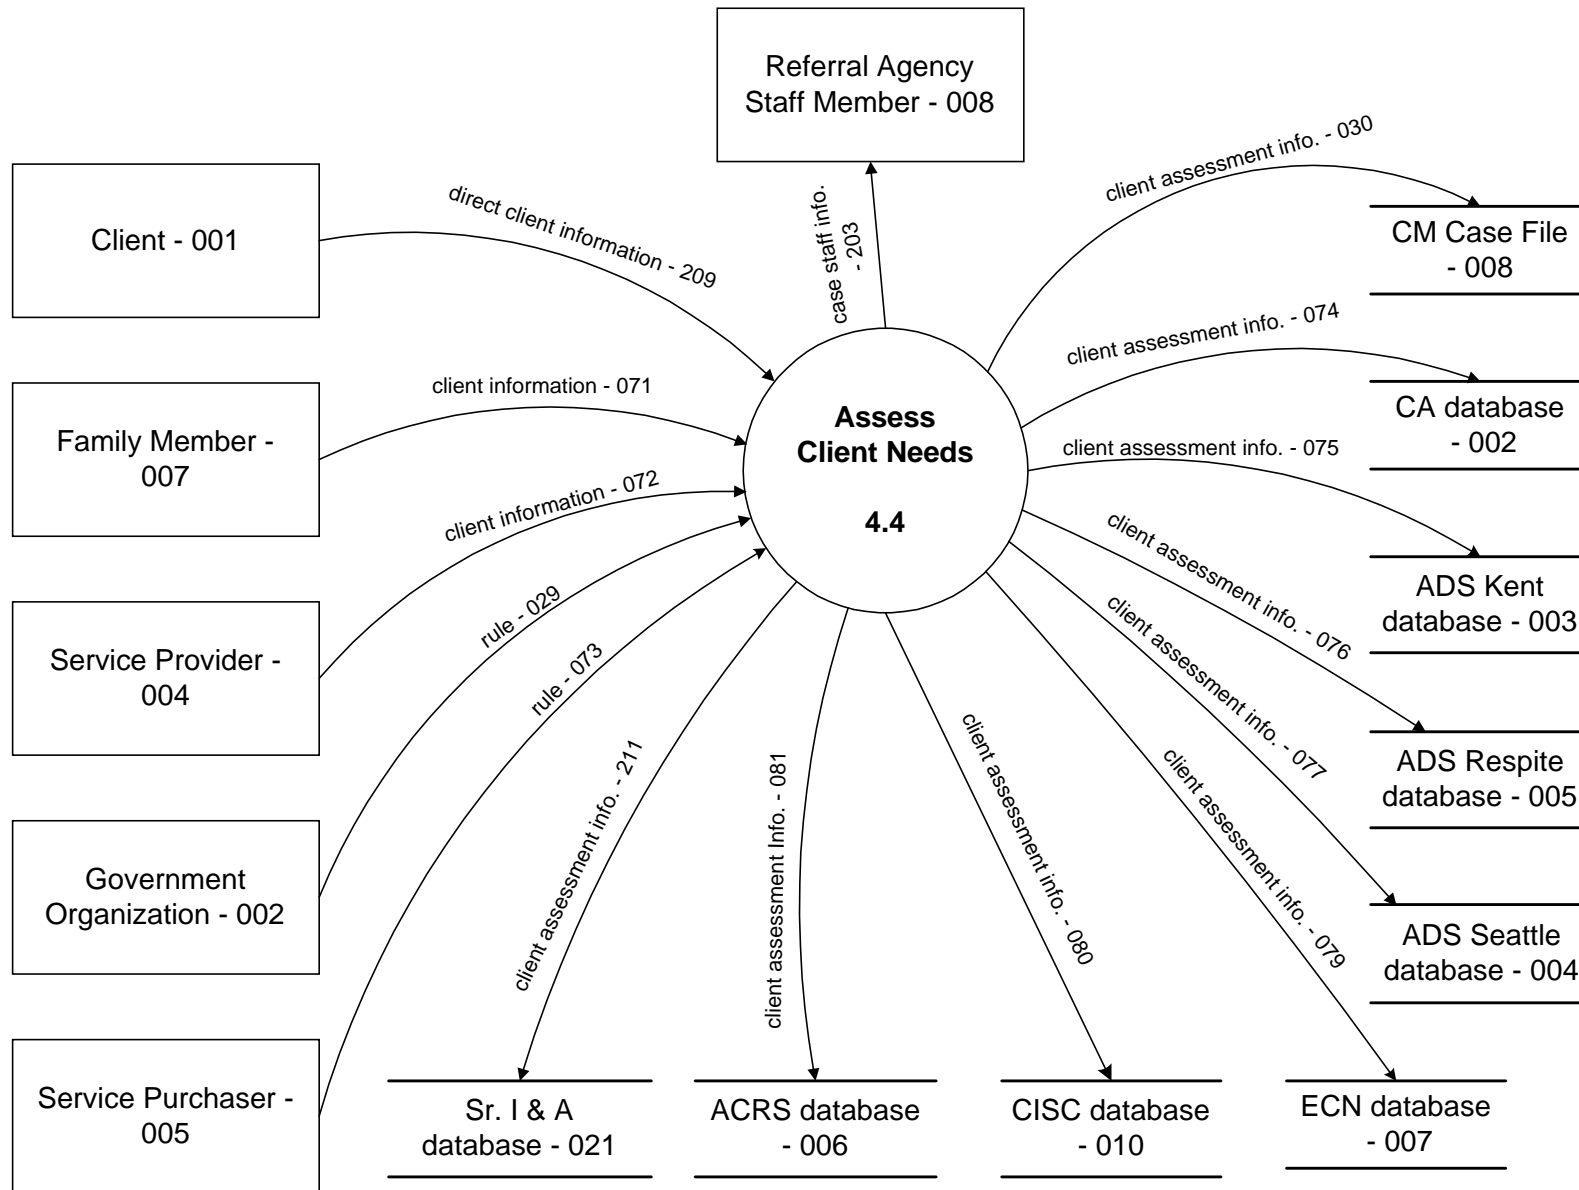 Referral Agency
Staff Member - 008
client assessment info. - 030
Client - 001
direct client information - 209
case staff info.
- 203
CM Case File
- 008
client assessment info. - 074
Family Member -
007
client information - 071
Assess
Client Needs
4.4
CA database
- 002
client assessment info. - 075
client information - 072
client assessment info. - 076
ADS Kent
database - 003
Service Provider -
004
rule - 029
rule - 073
client assessment info. - 077
ADS Respite
database - 005
client assessment info. - 211
client assessment Info. - 081
client assessment info. - 080
client assessment info. - 079
Government
Organization - 002
ADS Seattle
database - 004
Service Purchaser -
005
Sr. I & A
database - 021
ACRS database
- 006
CISC database
- 010
ECN database
- 007